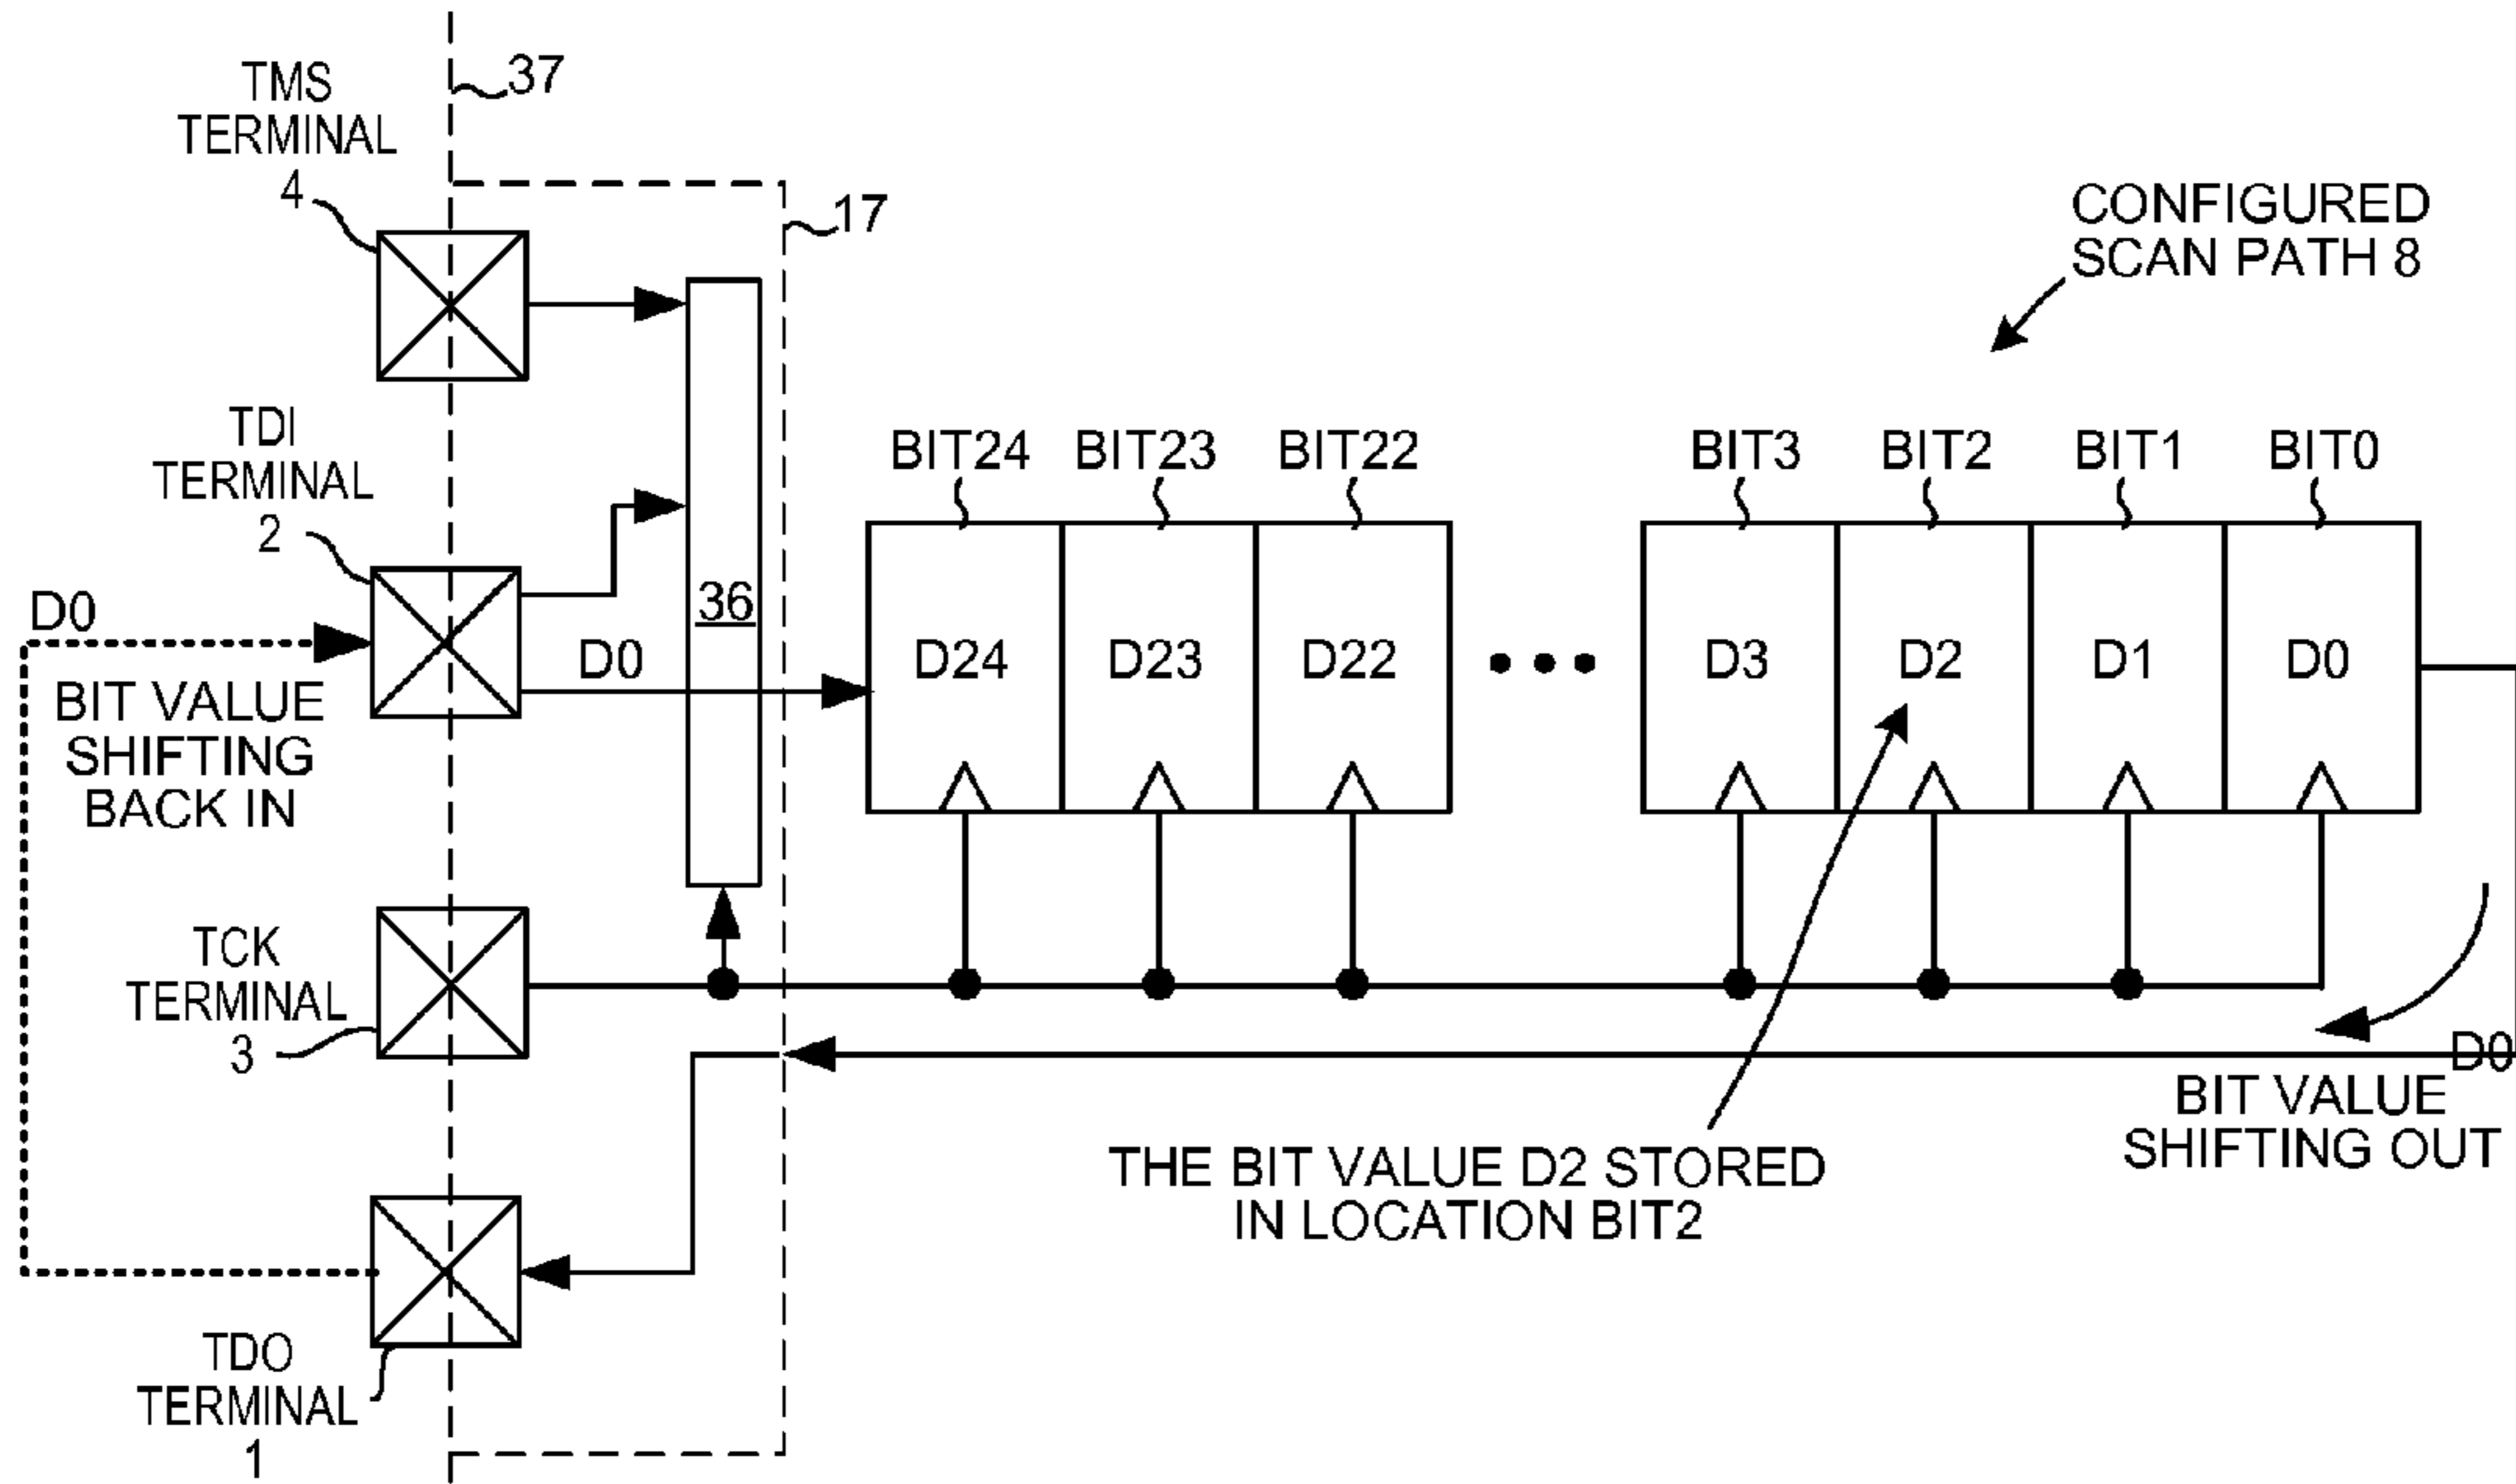 TMS
TERMINAL
4
37
17
CONFIGURED
SCAN PATH 8
TDI
TERMINAL
2
BIT24 BIT23 BIT22 BIT3 BIT2 BIT1 BIT0
36
D0
D0
D24 D23 D22 ••• D3 D2 D1 D0
BIT VALUE
SHIFTING
BACK IN
TCK
TERMINAL
3
D0
BIT VALUE
SHIFTING OUT
THE BIT VALUE D2 STORED
IN LOCATION BIT2
TDO
TERMINAL
1